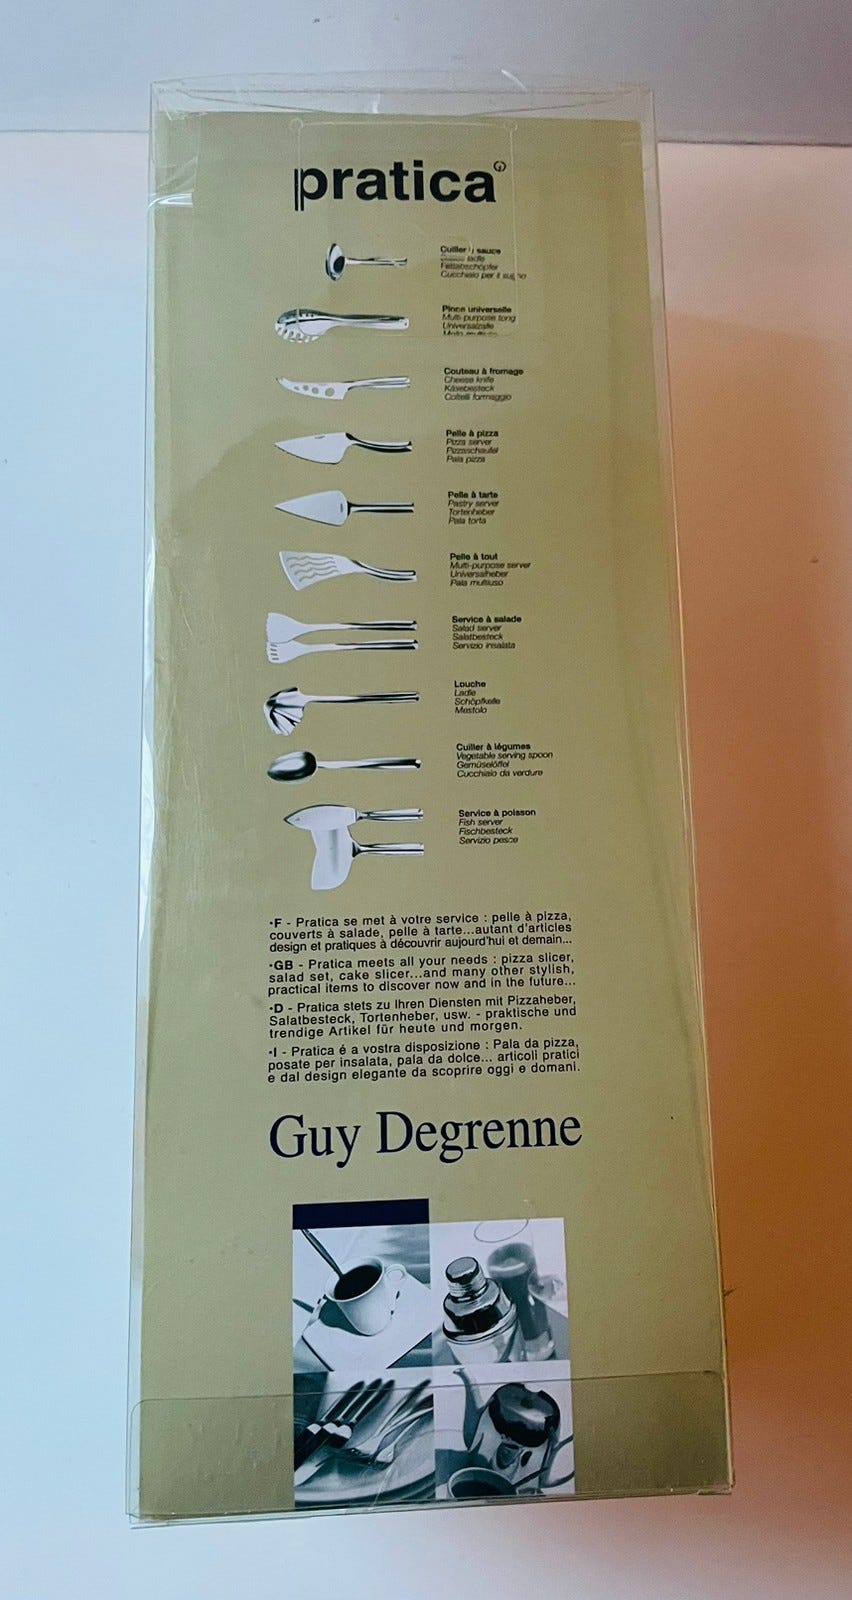 pratica
Cuiller sauce
ladle
Fettabschöpfer
Cucchiaio per il sugho
Pince universelle
Multi purpose tong
Universalzalle
Couteau à fromage
Cheese knife
Käsebesteck
Coltelli formaggio
Pelle à pizza
Pizza server
Pizzaschaufel
Pala pizza
Pelle à tarte
Pastry server
Tortenheber
Pala torta
Pelle à tout
Multi-purpose server
Universalheber
Pala multiuso
Service à salade
Salad server
Salatbesteck
Servizio insalata
Louche
Ladle
Schöpfkelle
Mestolo
Cuiller à légumes
Vegetable serving spoon
Gemüselöffel
Cucchiaio da verdure
Service à poisson
Fish server
Fischbesteck
Servizio pesce
•F - Pratica se met à votre service : pelle à pizza,
couverts à salade, pelle à tarte...autant d'articles
design et pratiques à découvrir aujourd'hui et demain...
•GB - Pratica meets all your needs : pizza slicer,
salad set, cake slicer...and many other stylish,
practical items to discover now and in the future...
•D - Pratica stets zu Ihren Diensten mit Pizzaheber,
Salatbesteck, Tortenheber, usw. - praktische und
trendige Artikel für heute und morgen.
•I - Pratica é a vostra disposizione : Pala da pizza,
posate per insalata, pala da dolce... articoli pratici
e dal design elegante da scoprire oggi e domani.
Guy Degrenne